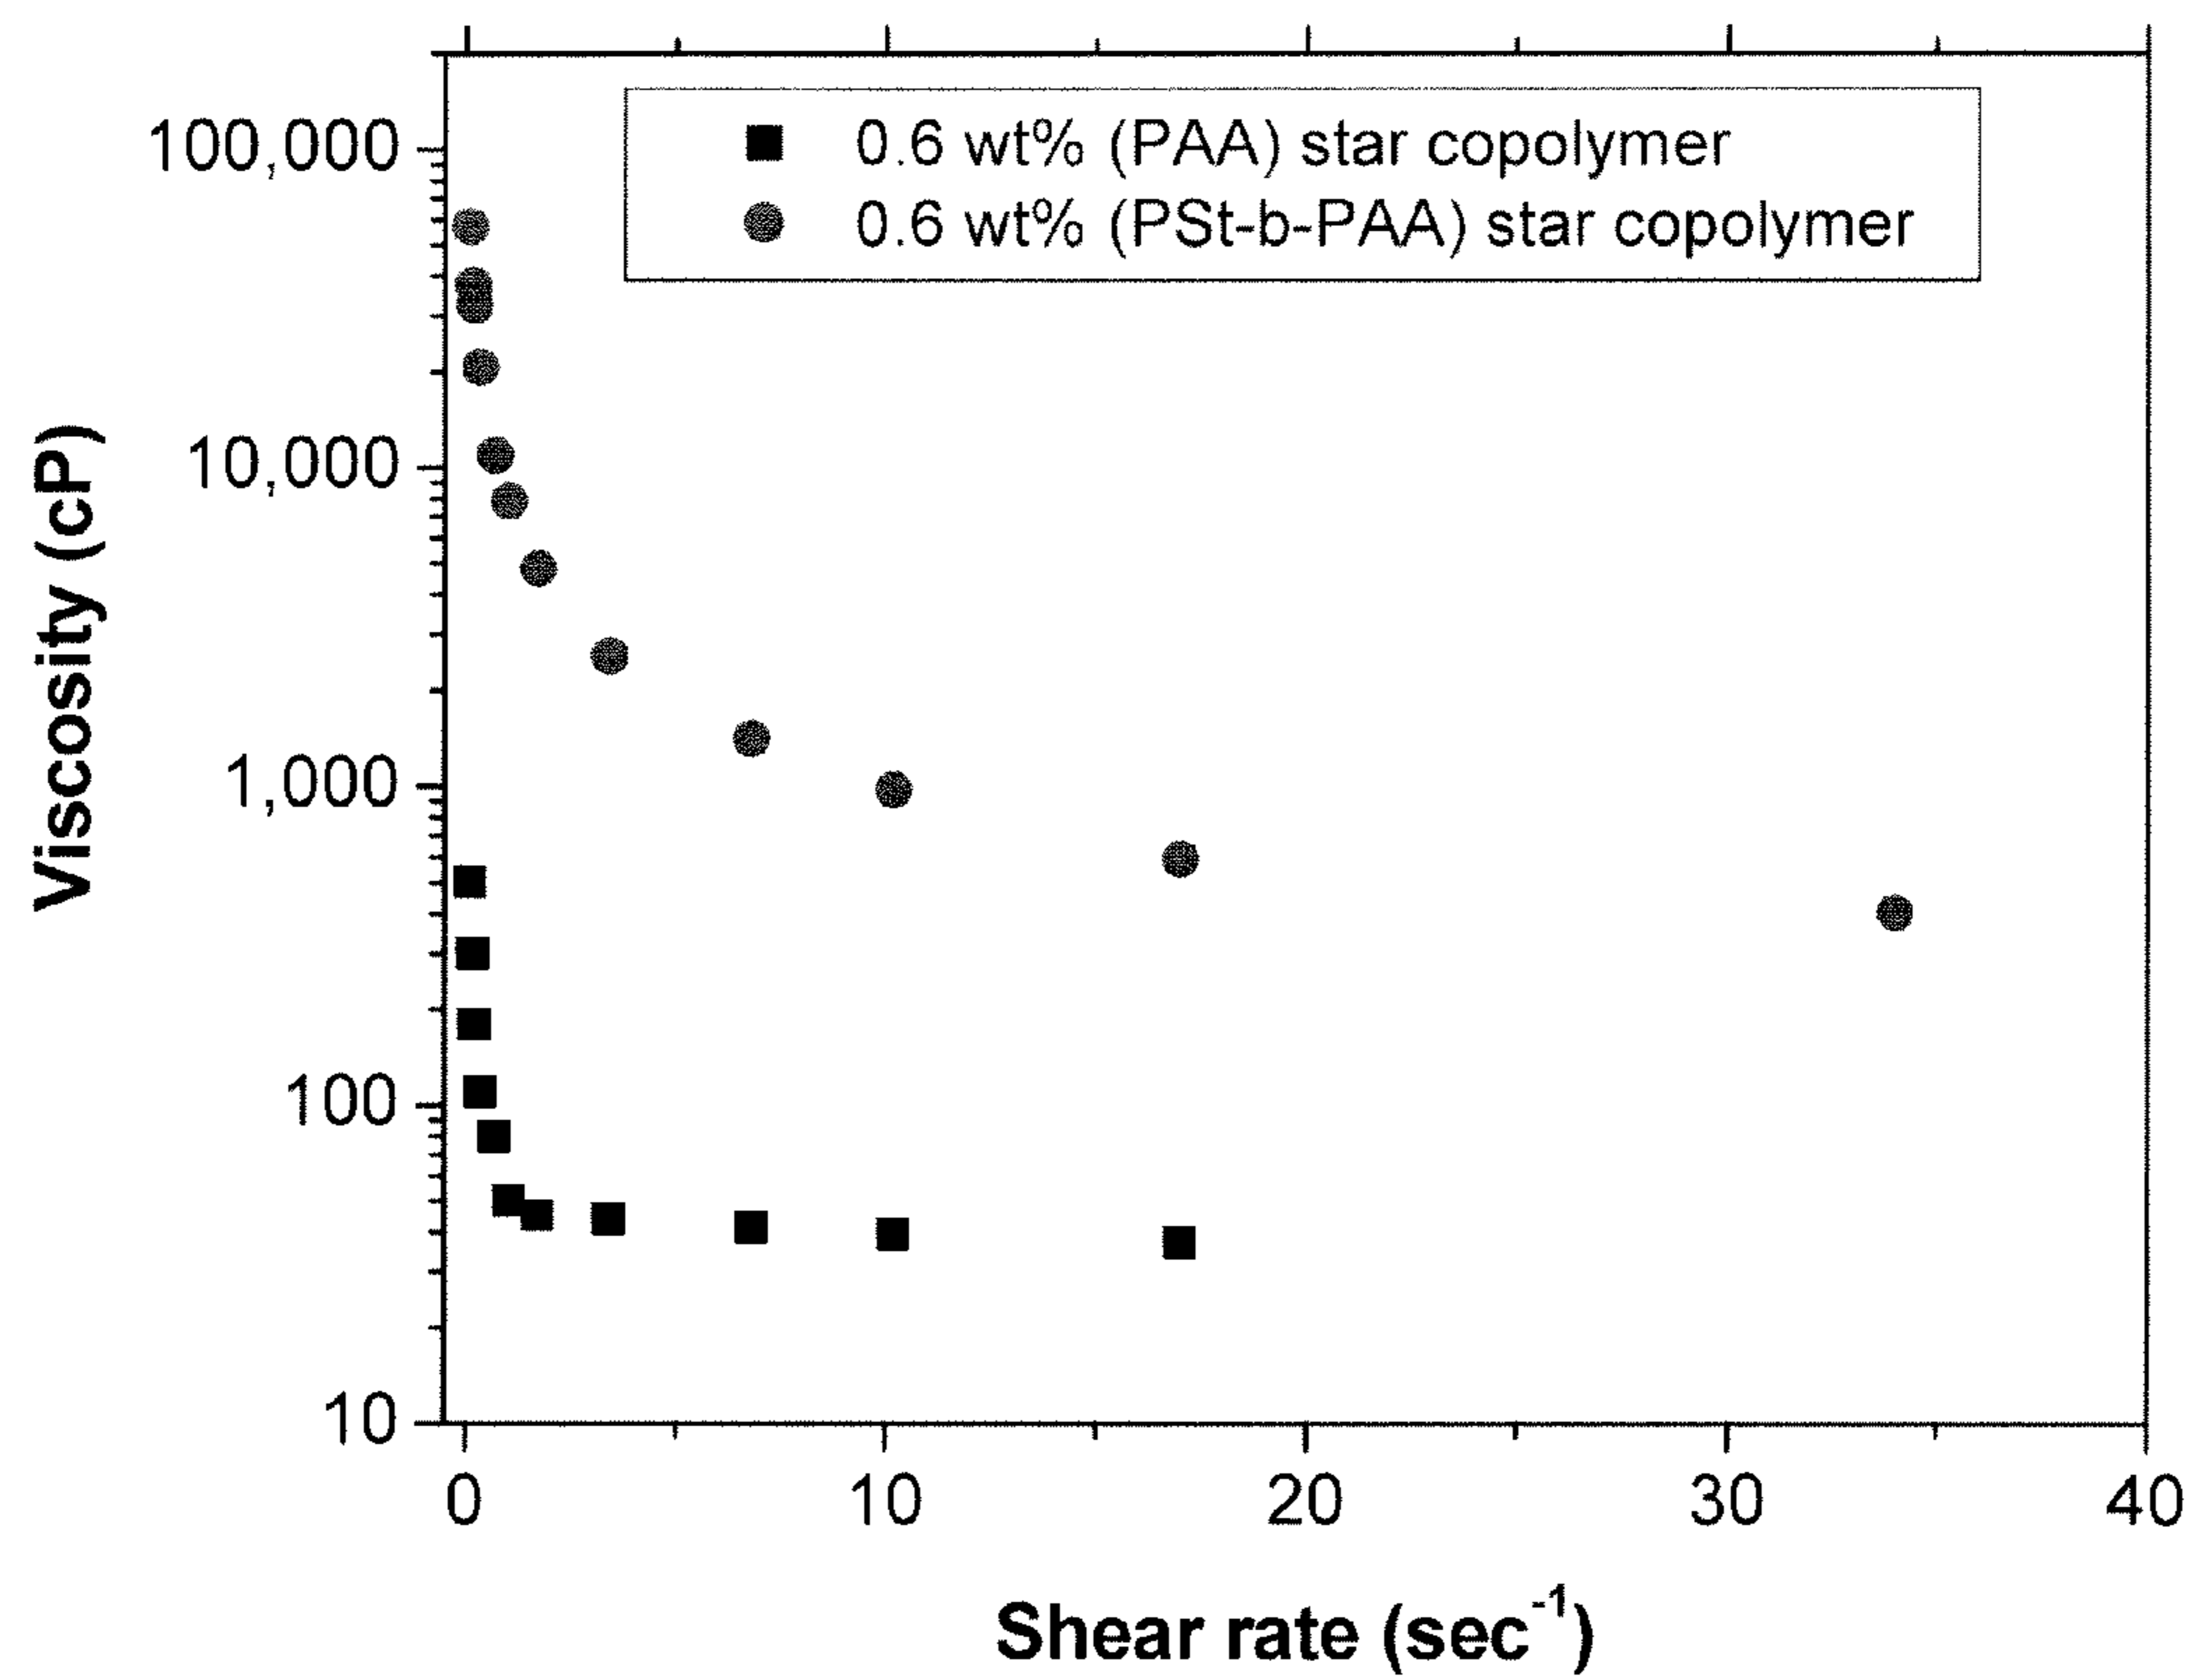 100,000
10,000
1,000
100
10
Viscosity (cP)
0.6 wt% (PAA) star copolymer
0.6 wt% (PSt-b-PAA) star copolymer
0 10 20 30 40
Shear rate (sec⁻¹)